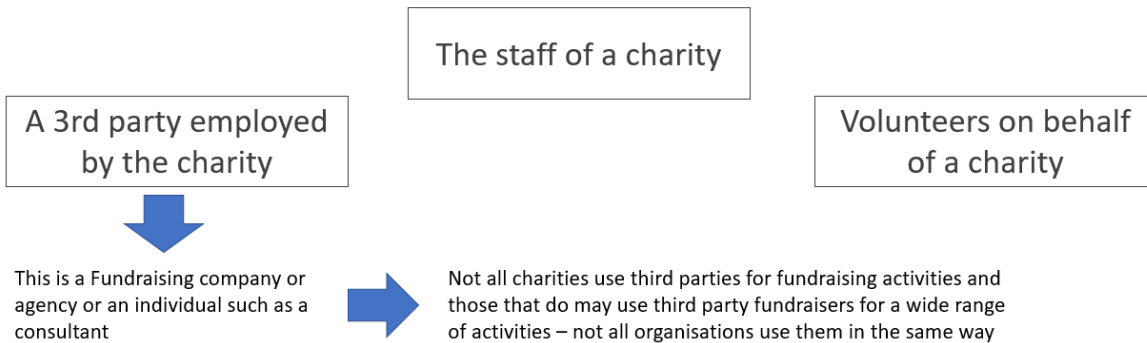 The staff of a charity
A 3rd party employed
by the charity
Volunteers on behalf
of a charity
This is a Fundraising company or
agency or an individual such as a
consultant
Not all charities use third parties for fundraising activities and
those that do may use third party fundraisers for a wide range
of activities – not all organisations use them in the same way